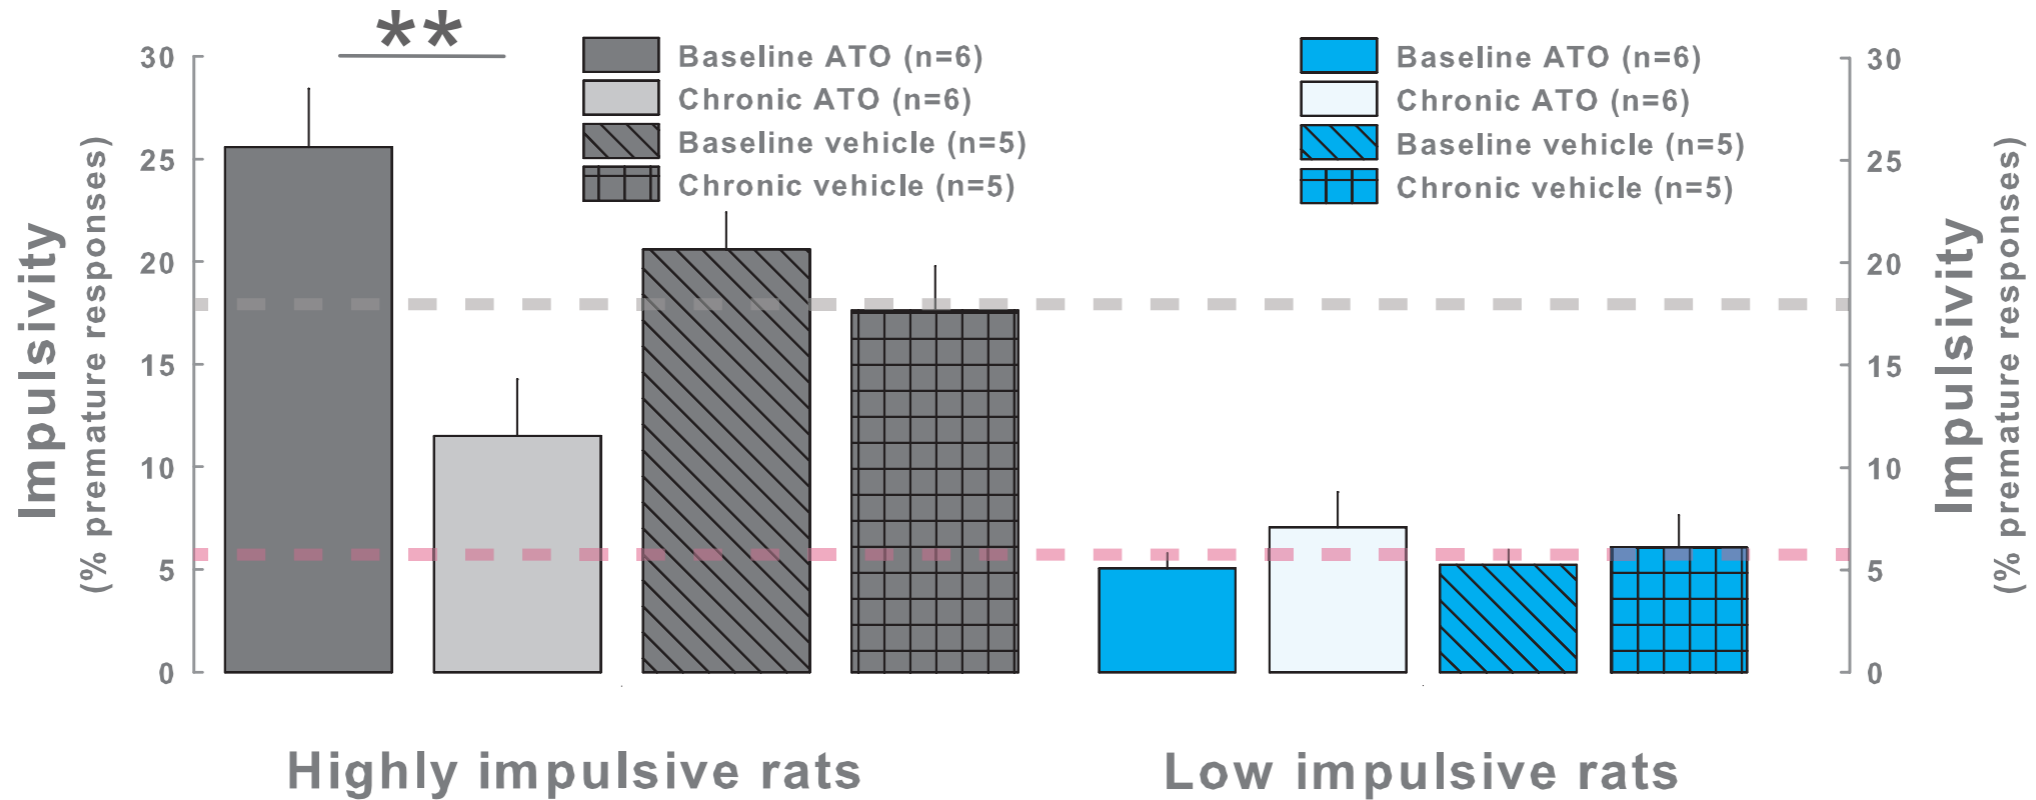 **
Baseline ATO (n=6)
Chronic ATO (n=6)
Baseline vehicle (n=5)
Chronic vehicle (n=5)
Baseline ATO (n=6)
Chronic ATO (n=6)
Baseline vehicle (n=5)
Chronic vehicle (n=5)
Impulsivity
(% premature responses)
30
25
20
15
10
5
0
30
25
20
15
10
5
0
Impulsivity
(% premature responses)
Highly impulsive rats
Low impulsive rats